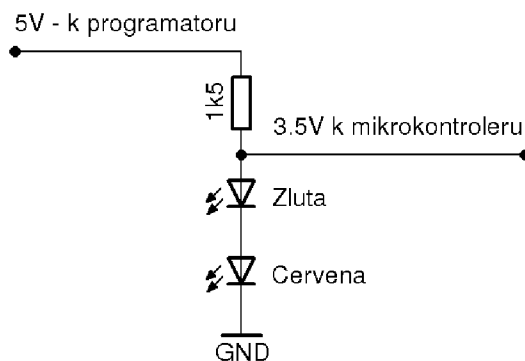 5V - k programatoru
1k5
3.5V k mikrokontroleru
Zluta
Cervena
GND